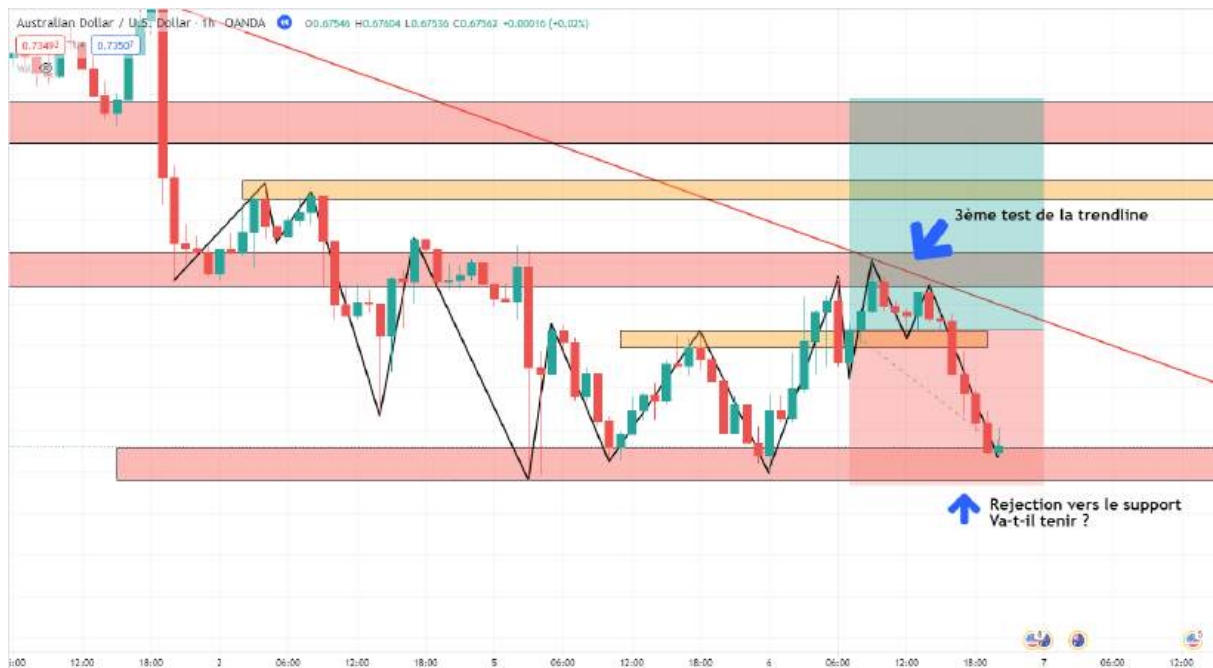 Australian Dollar / U.S. Dollar · 1h · OANDA O0.67546 H0.67604 L0.67536 C0.67562 +0.00016 (+0.02%)
0.73492 0.73507
3ème test de la trendline
Rejection vers le support
Va-t-il tenir ?
12:00 18:00 2 06:00 12:00 18:00 5 06:00 12:00 18:00 6 06:00 12:00 18:00 7 06:00 12:00